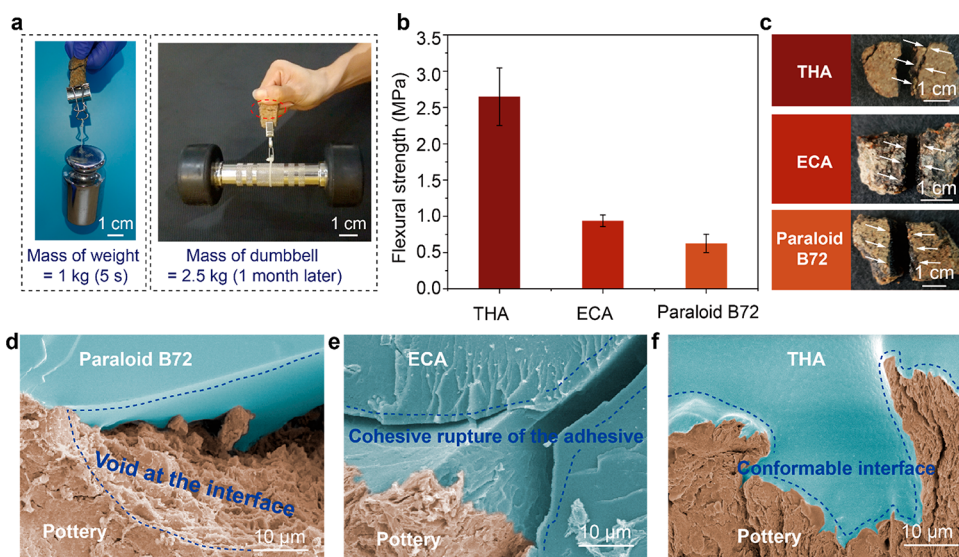 a
1 cm
Mass of weight
= 1 kg (5 s)
1 cm
Mass of dumbbell
= 2.5 kg (1 month later)
b
Flexural strength (MPa)
3.5
3.0
2.5
2.0
1.5
1.0
0.5
0.0
THA
ECA
Paraloid B72
c
THA
1 cm
ECA
1 cm
Paraloid
B72
1 cm
d
Paraloid B72
Void at the interface
Pottery
10 μm
e
ECA
Cohesive rupture of the adhesive
Pottery
10 μm
f
THA
Conformable interface
Pottery
10 μm